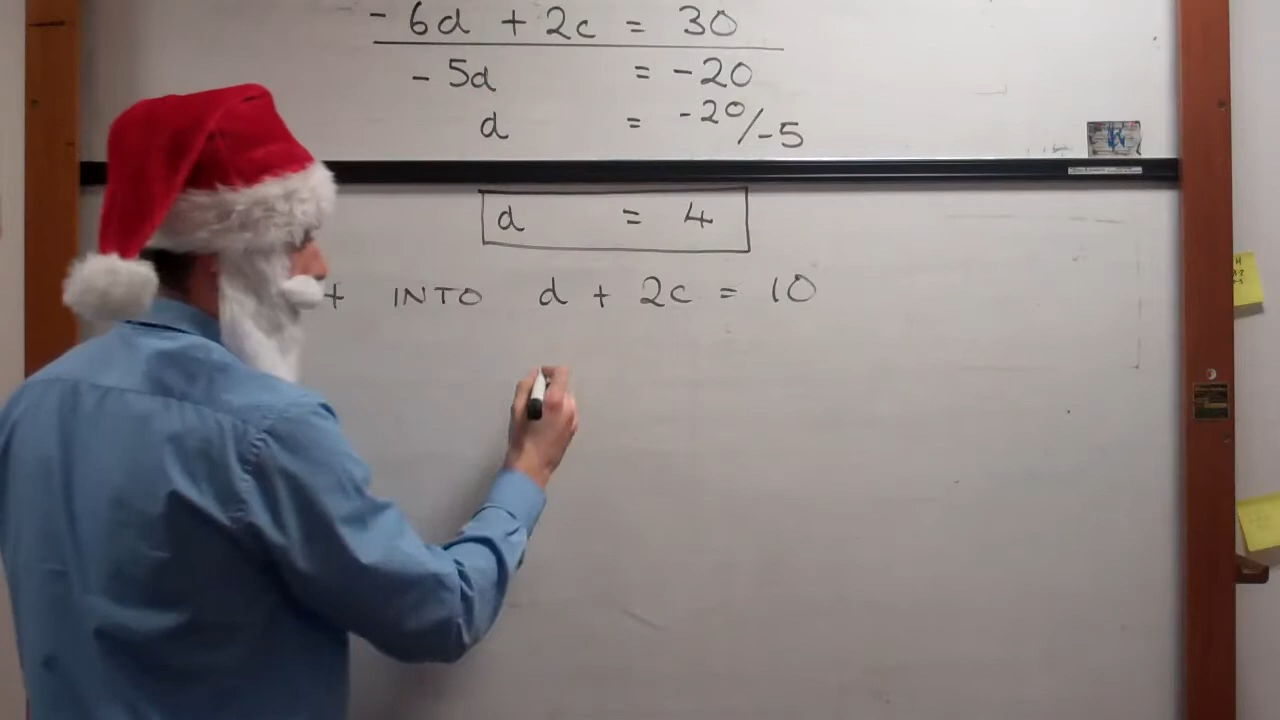 - 6d + 2c = 30
- 5d = -20
d = -20/-5
d = 4
INTO d + 2c = 10